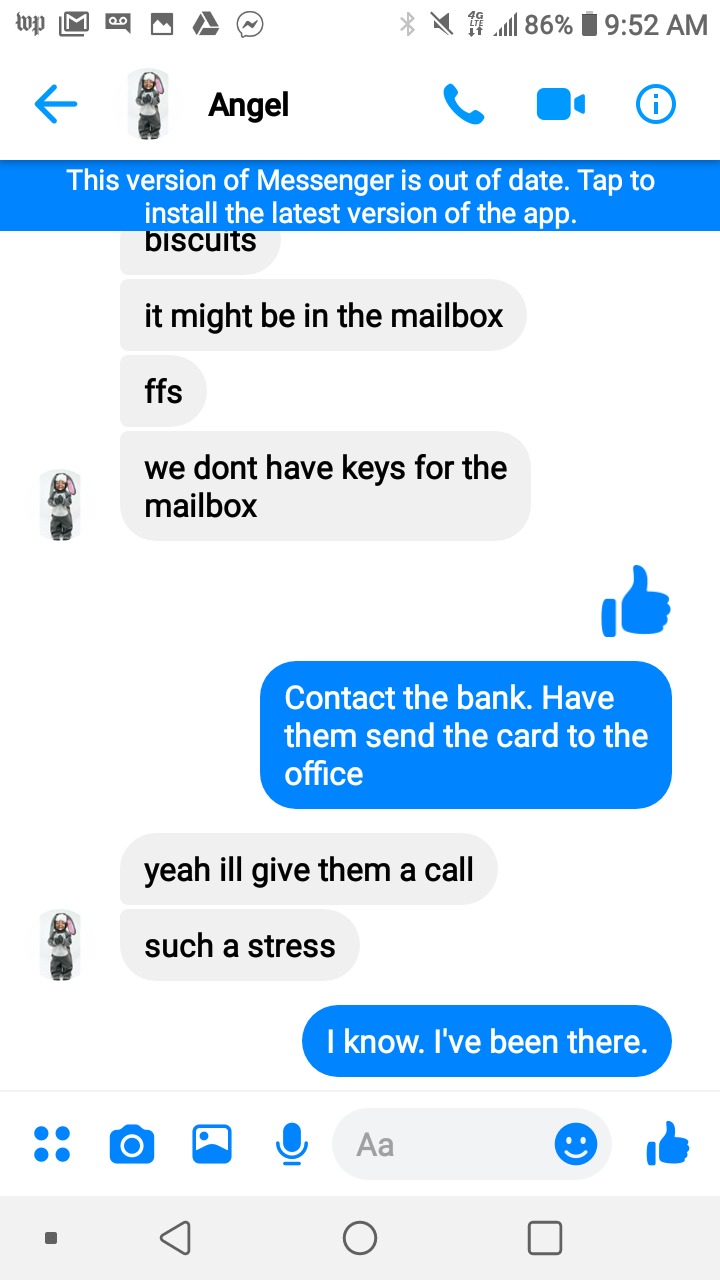 wp 4G LTE 86% 9:52 AM
Angel
This version of Messenger is out of date. Tap to
install the latest version of the app.
biscuits
it might be in the mailbox
ffs
we dont have keys for the
mailbox
Contact the bank. Have
them send the card to the
office
yeah ill give them a call
such a stress
I know. I've been there.
Aa